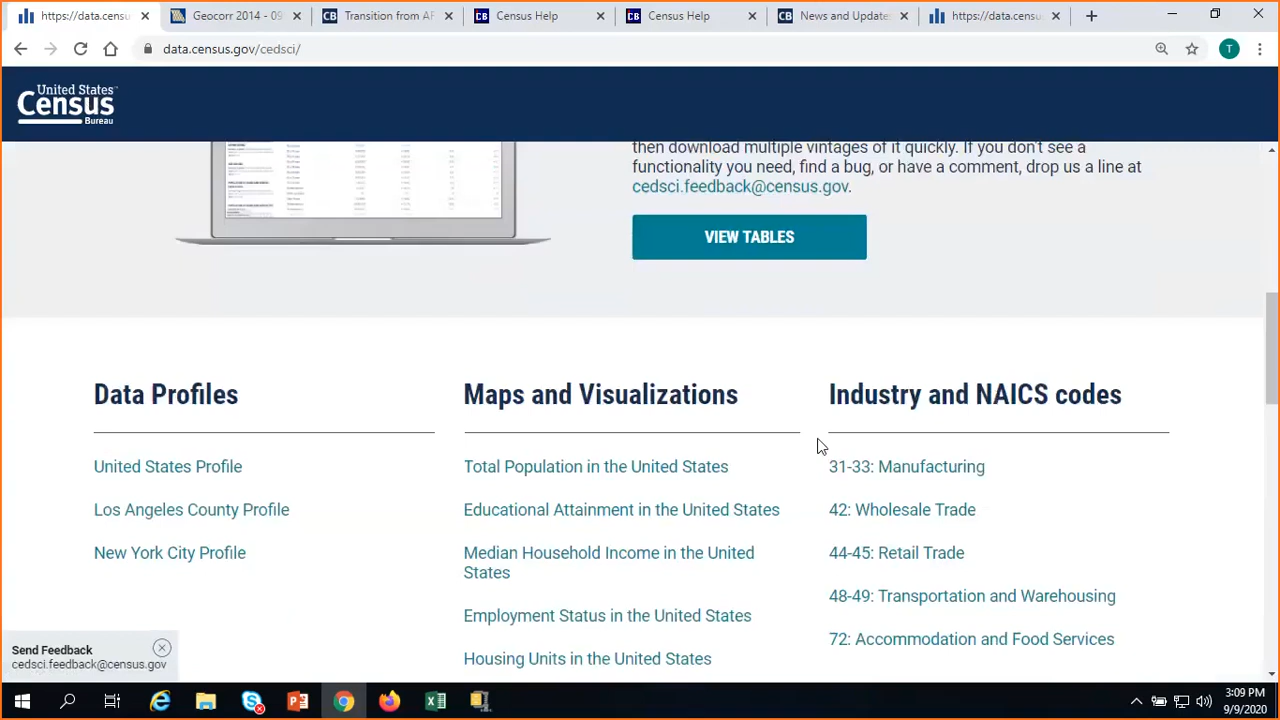 https://data.censu
Geocorr 2014 - 09
Transition from AF
Census Help
Census Help
News and Update
https://data.censu
data.census.gov/cedsci/
T
United States
Census
Bureau
then download multiple vintages of it quickly. If you don't see a
functionality you need, find a bug, or have a comment, drop us a line at
cedsci.feedback@census.gov.
VIEW TABLES
Data Profiles
United States Profile
Los Angeles County Profile
New York City Profile
Maps and Visualizations
Total Population in the United States
Educational Attainment in the United States
Median Household Income in the United
States
Employment Status in the United States
Housing Units in the United States
Industry and NAICS codes
31-33: Manufacturing
42: Wholesale Trade
44-45: Retail Trade
48-49: Transportation and Warehousing
72: Accommodation and Food Services
Send Feedback
cedsci.feedback@census.gov
3:09 PM
9/9/2020